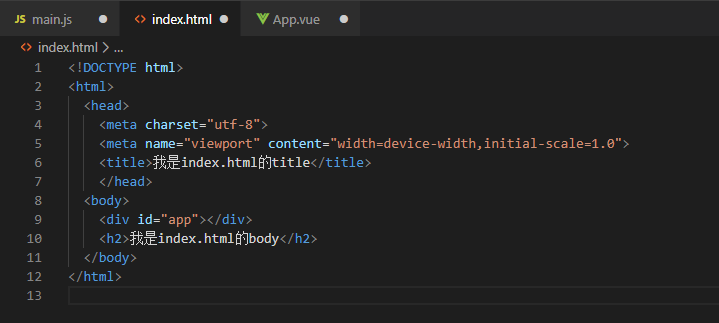 JS main.js ● <> index.html ● App.vue ●
<> index.html > ...
1 <!DOCTYPE html>
2 <html>
3   <head>
4     <meta charset="utf-8">
5     <meta name="viewport" content="width=device-width,initial-scale=1.0">
6     <title>我是index.html的title</title>
7     </head>
8   <body>
9     <div id="app"></div>
10     <h2>我是index.html的body</h2>
11   </body>
12 </html>
13